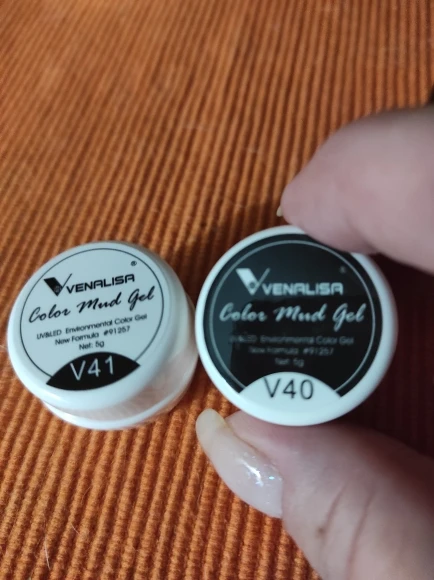 VENALISA®
Color Mud Gel
UV&LED Environmental Color Gel
New Formula #91257
Net: 5g
V41
VENALISA®
Color Mud Gel
UV&LED Environmental Color Gel
New Formula #91257
Net: 5g
V40